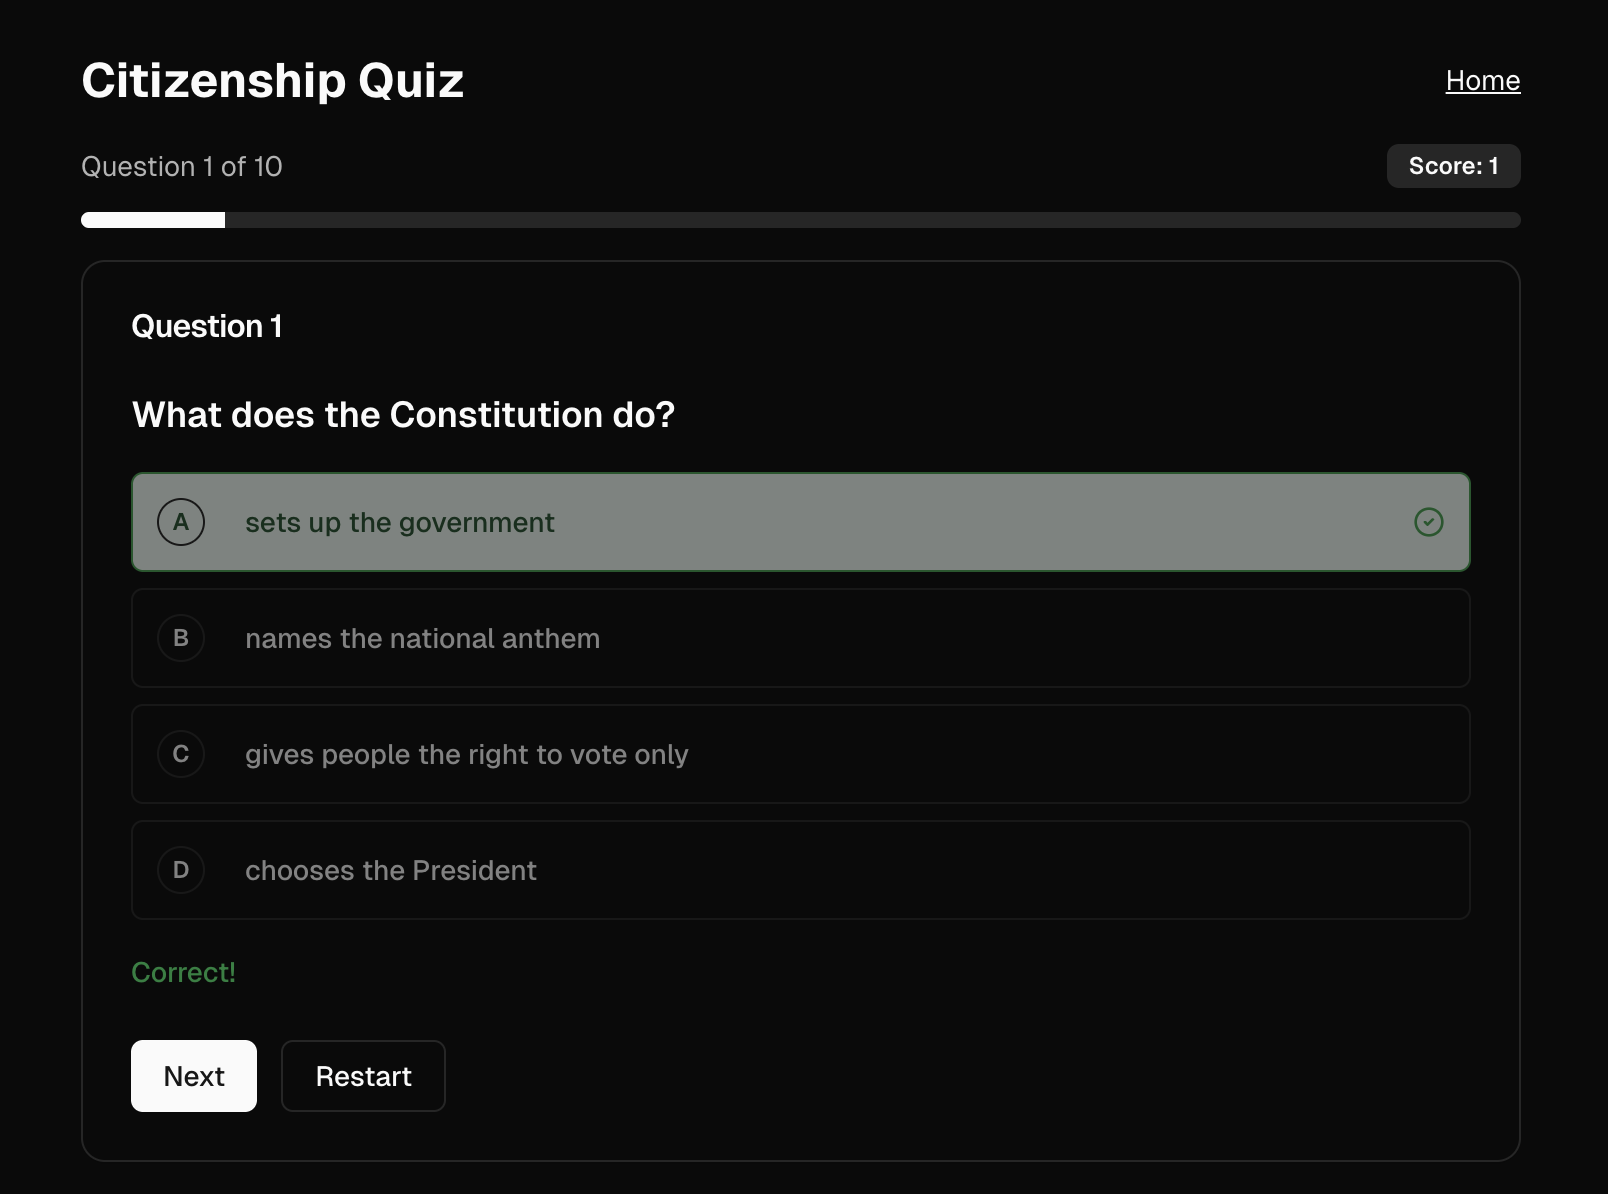 Citizenship Quiz
Home
Question 1 of 10
Score: 1
Question 1
What does the Constitution do?
A sets up the government
B names the national anthem
C gives people the right to vote only
D chooses the President
Correct!
Next
Restart